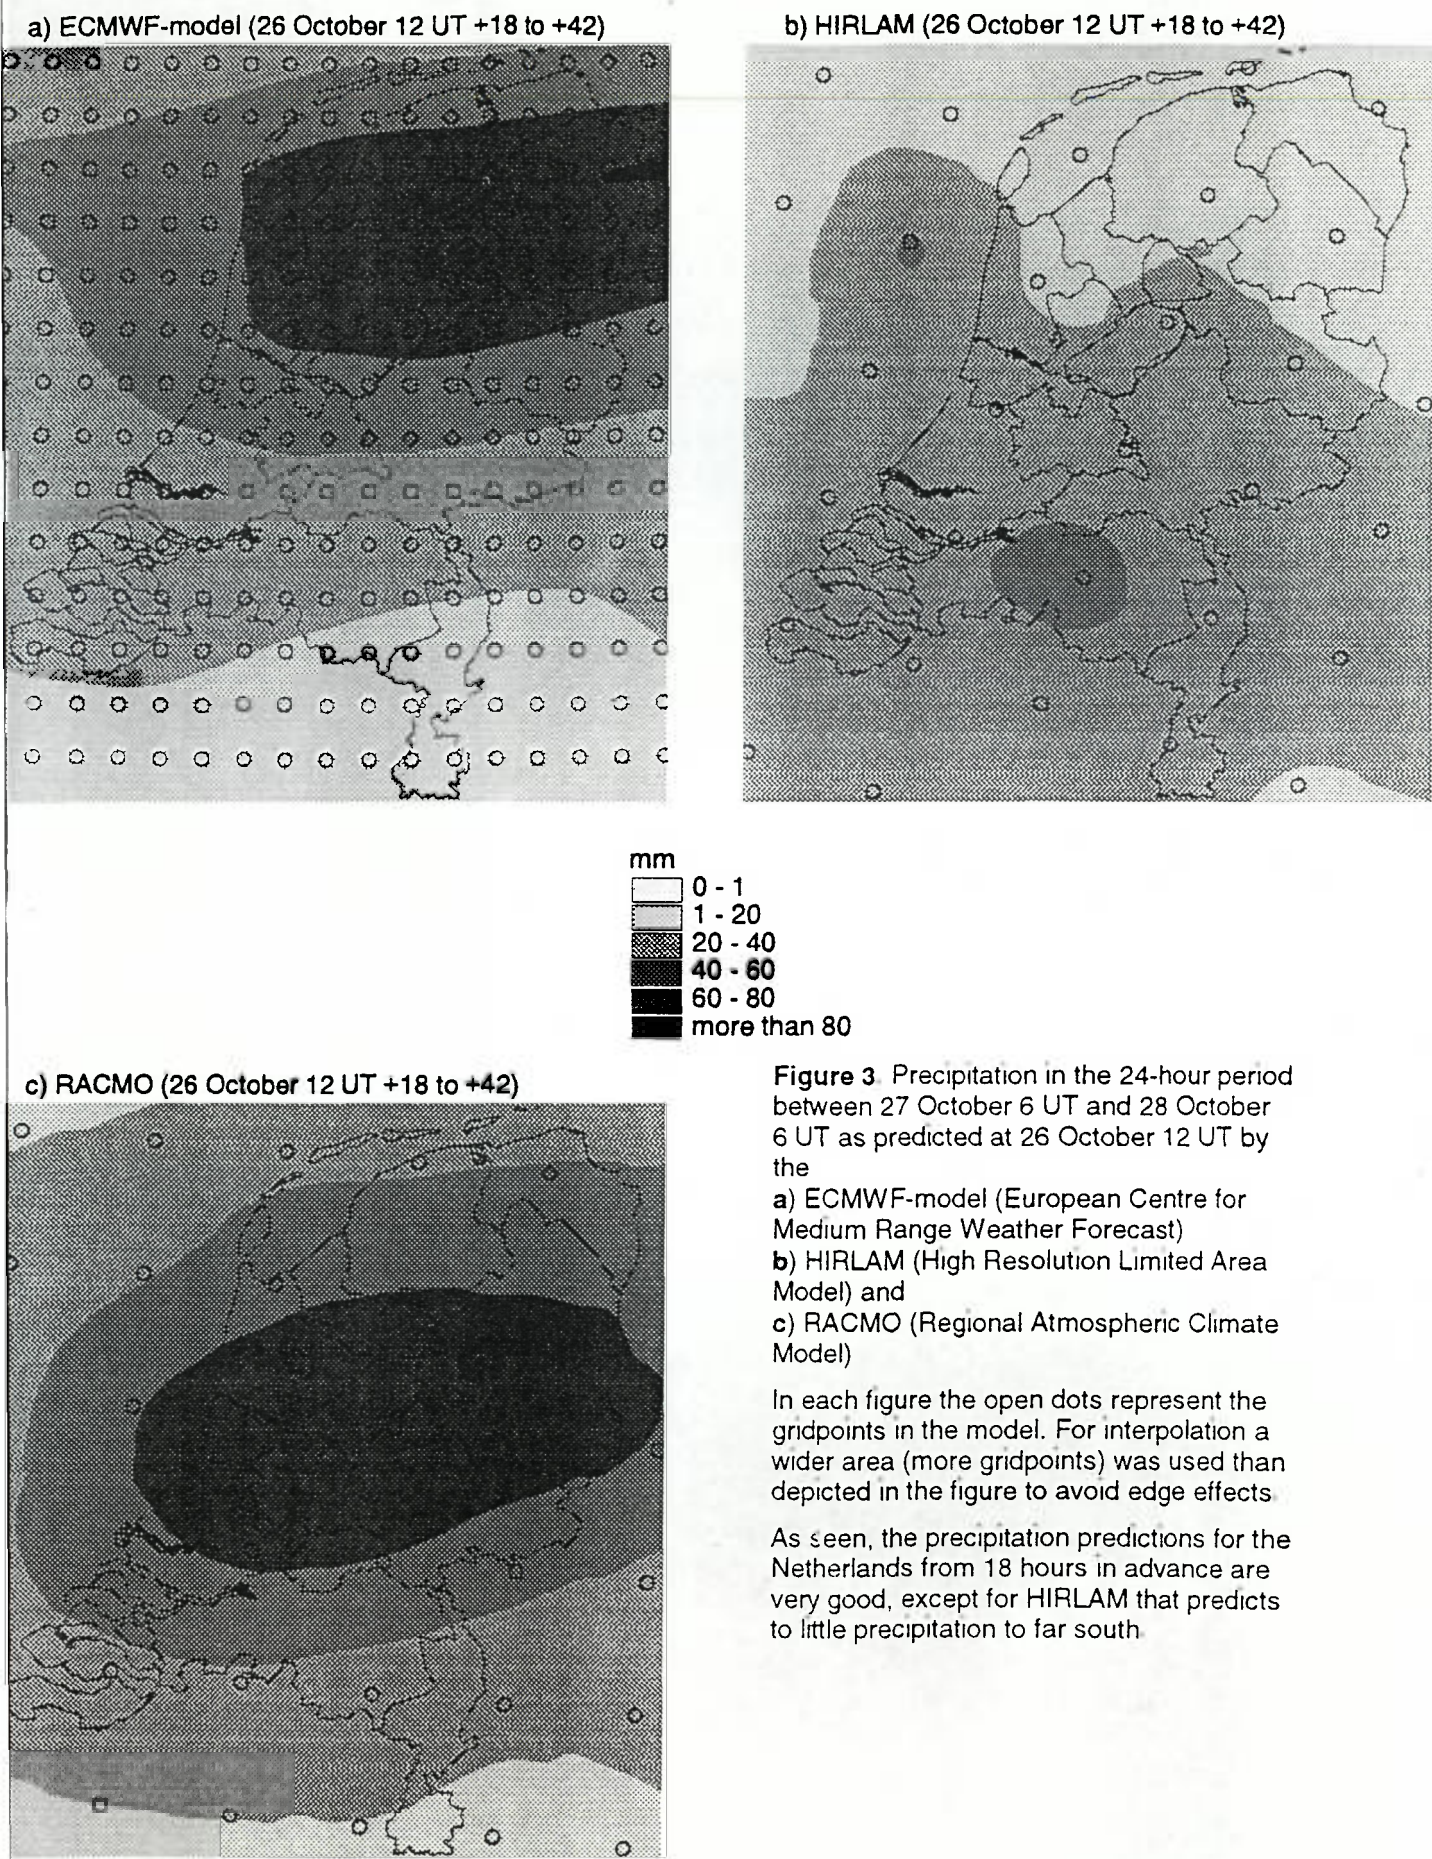 a) ECMWF-model (26 October 12 UT +18 to +42)
b) HIRLAM (26 October 12 UT +18 to +42)
mm
0 - 1
1 - 20
20 - 40
40 - 60
60 - 80
more than 80
c) RACMO (26 October 12 UT +18 to +42)
Figure 3. Precipitation in the 24-hour period
between 27 October 6 UT and 28 October
6 UT as predicted at 26 October 12 UT by
the
a) ECMWF-model (European Centre for
Medium Range Weather Forecast)
b) HIRLAM (High Resolution Limited Area
Model) and
c) RACMO (Regional Atmospheric Climate
Model)
In each figure the open dots represent the
gridpoints in the model. For interpolation a
wider area (more gridpoints) was used than
depicted in the figure to avoid edge effects.
As seen, the precipitation predictions for the
Netherlands from 18 hours in advance are
very good, except for HIRLAM that predicts
to little precipitation to far south.